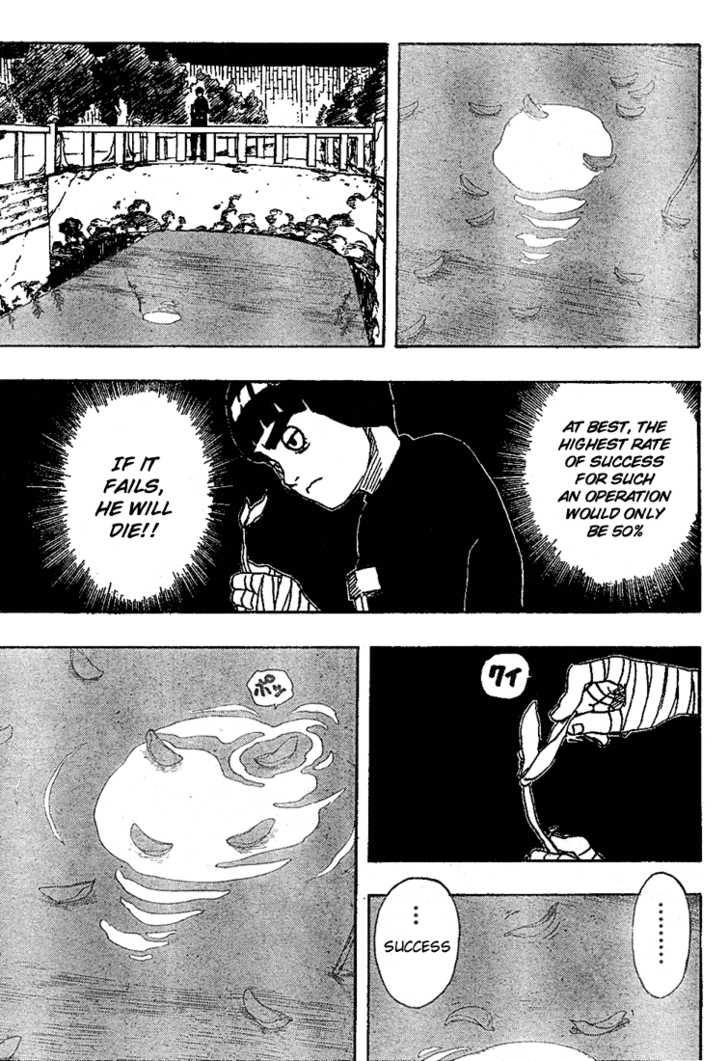 AT BEST, THE
HIGHEST RATE
OF SUCCESS
FOR SUCH
AN OPERATION
WOULD ONLY
BE 50%
IF IT
FAILS,
HE WILL
DIE!!
クイ
..........
...
SUCCESS
ポッ